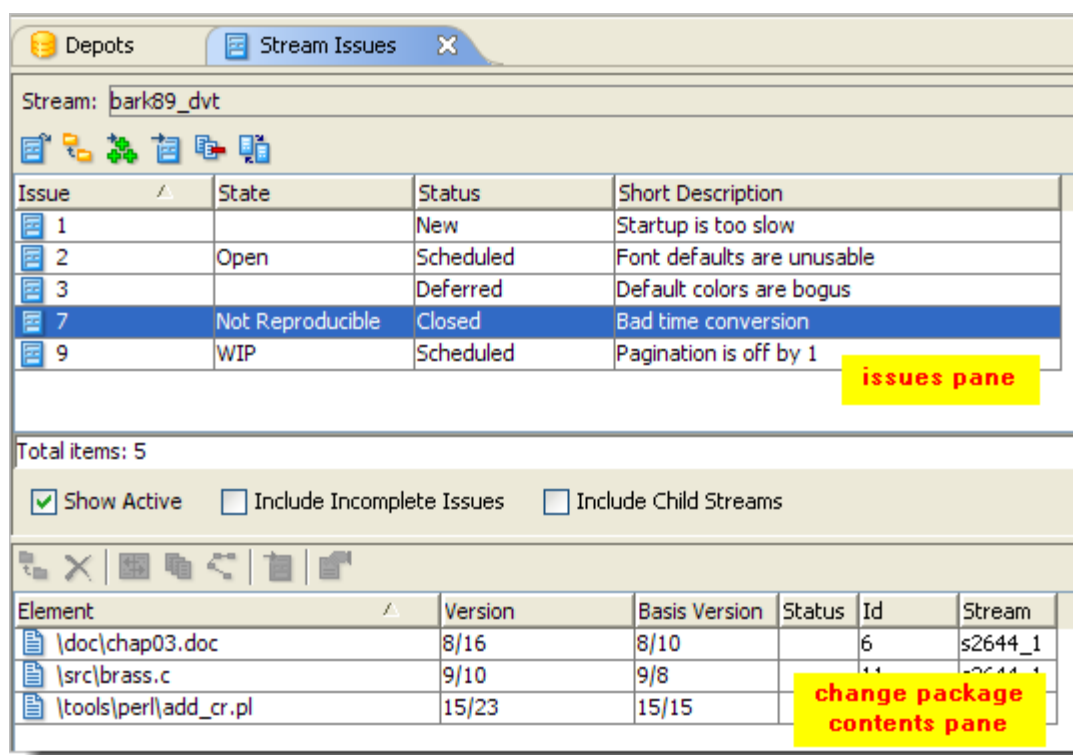 Depots Stream Issues
Stream: bark89_dvt
Issue State Status Short Description
1 New Startup is too slow
2 Open Scheduled Font defaults are unusable
3 Deferred Default colors are bogus
7 Not Reproducible Closed Bad time conversion
9 WIP Scheduled Pagination is off by 1
issues pane
Total items: 5
Show Active Include Incomplete Issues Include Child Streams
Element Version Basis Version Status Id Stream
\doc\chap03.doc 8/16 8/10 6 s2644_1
\src\brass.c 9/10 9/8
\tools\perl\add_cr.pl 15/23 15/15
change package
contents pane